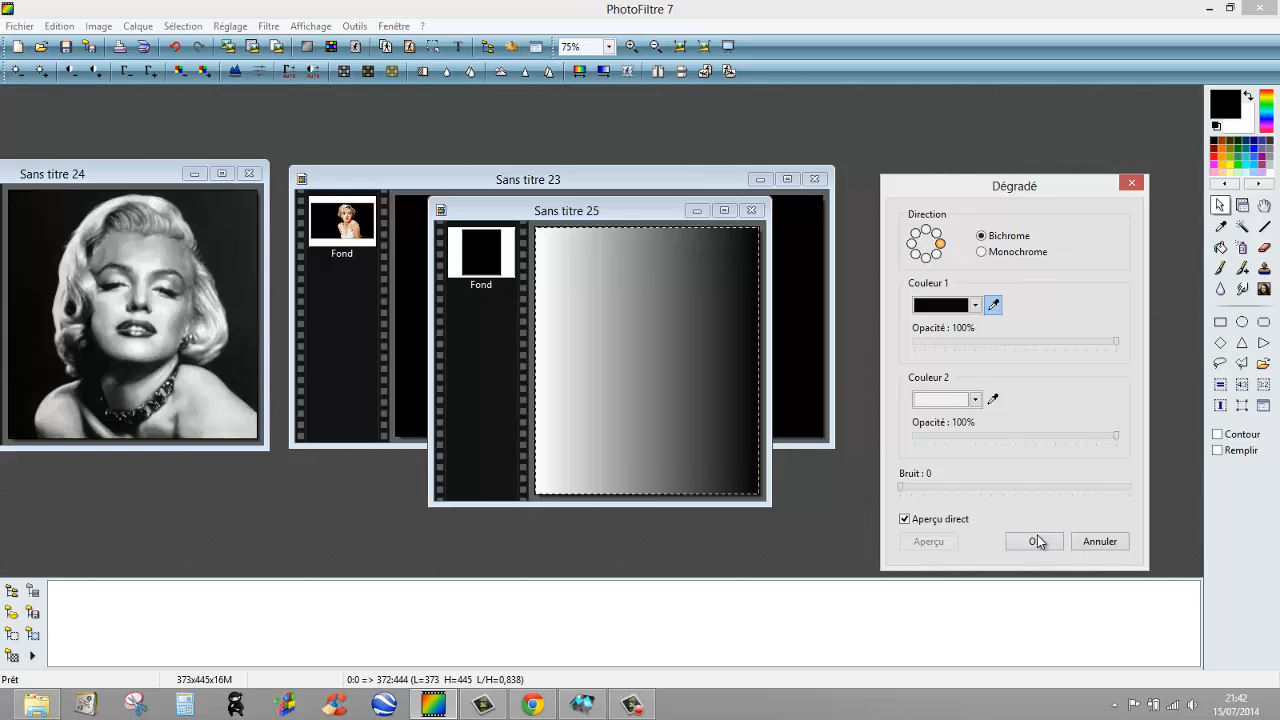 PhotoFiltre 7
Fichier Edition Image Calque Sélection Réglage Filtre Affichage Outils Fenêtre ?
75%
Sans titre 24
Sans titre 23
Fond
Sans titre 25
Fond
Dégradé
Direction
Bichrome
Monochrome
Couleur 1
Opacité : 100%
Couleur 2
Opacité : 100%
Bruit : 0
Aperçu direct
Aperçu Annuler
Contour
Remplir
Prêt 373x445x16M 0:0 => 372:444 (L=373 H=445 L/H=0,838)
21:42
15/07/2014